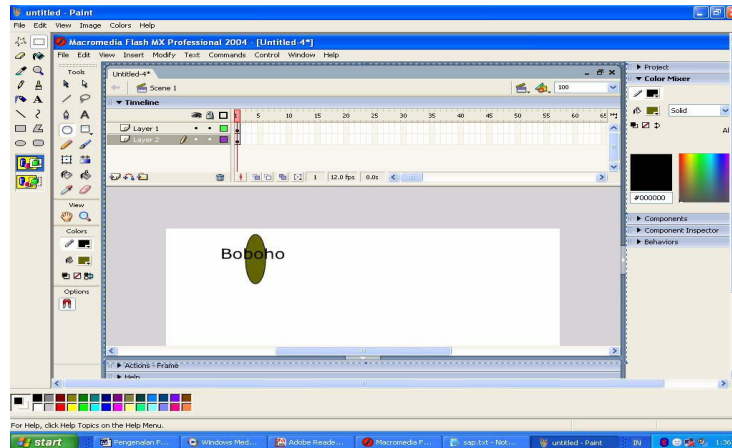 untitled - Paint
File Edit View Image Colors Help
Macromedia Flash MX Professional 2004 - [Untitled-4*]
File Edit View Insert Modify Text Commands Control Window Help
Tools
View
Colors
Options
Untitled-4*
Scene 1
100
Timeline
1 5 10 15 20 25 30 35 40 45 50 55 60 65
Layer 1
Layer 2
1 12.0 fps 0.0s
Boboho
Actions - Frame
Help
Project
Color Mixer
Solid
Al
#000000
Components
Component Inspector
Behaviors
For Help, click Help Topics on the Help Menu.
start Pengenalan F... Windows Med... Adobe Reade... Macromedia F... sap.txt - Not... untitled - Paint IN 1:36